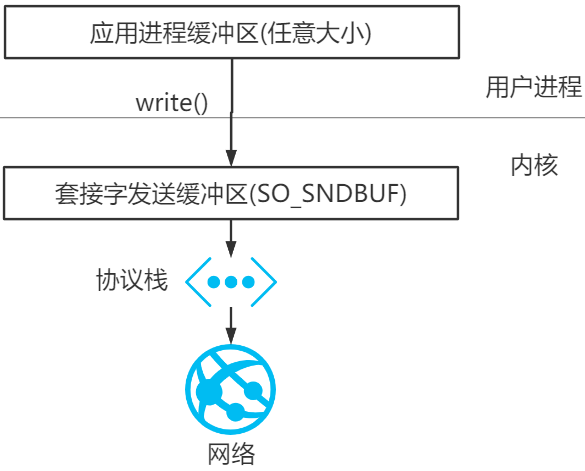 应用进程缓冲区(任意大小)
用户进程
write()
内核
套接字发送缓冲区(SO_SNDBUF)
协议栈
网络